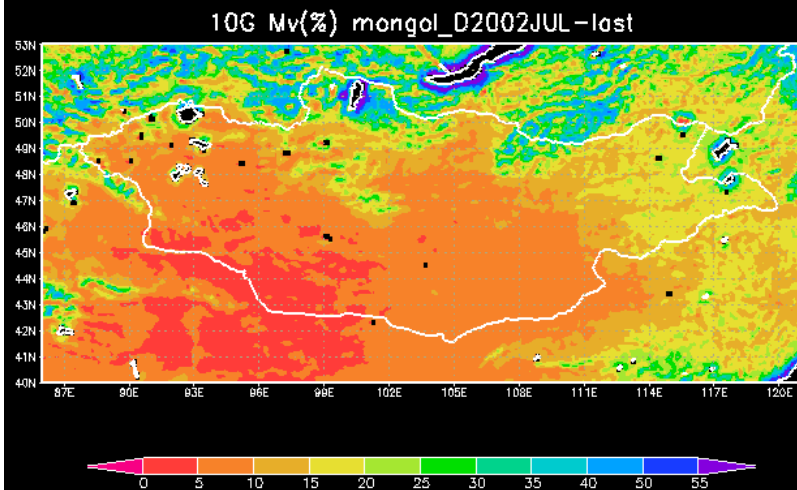 10G Mv(%) mongol_D2002JUL-last
53N
52N
51N
50N
49N
48N
47N
46N
45N
44N
43N
42N
41N
40N
87E 90E 93E 96E 99E 102E 105E 108E 111E 114E 117E 120E
0 5 10 15 20 25 30 35 40 50 55